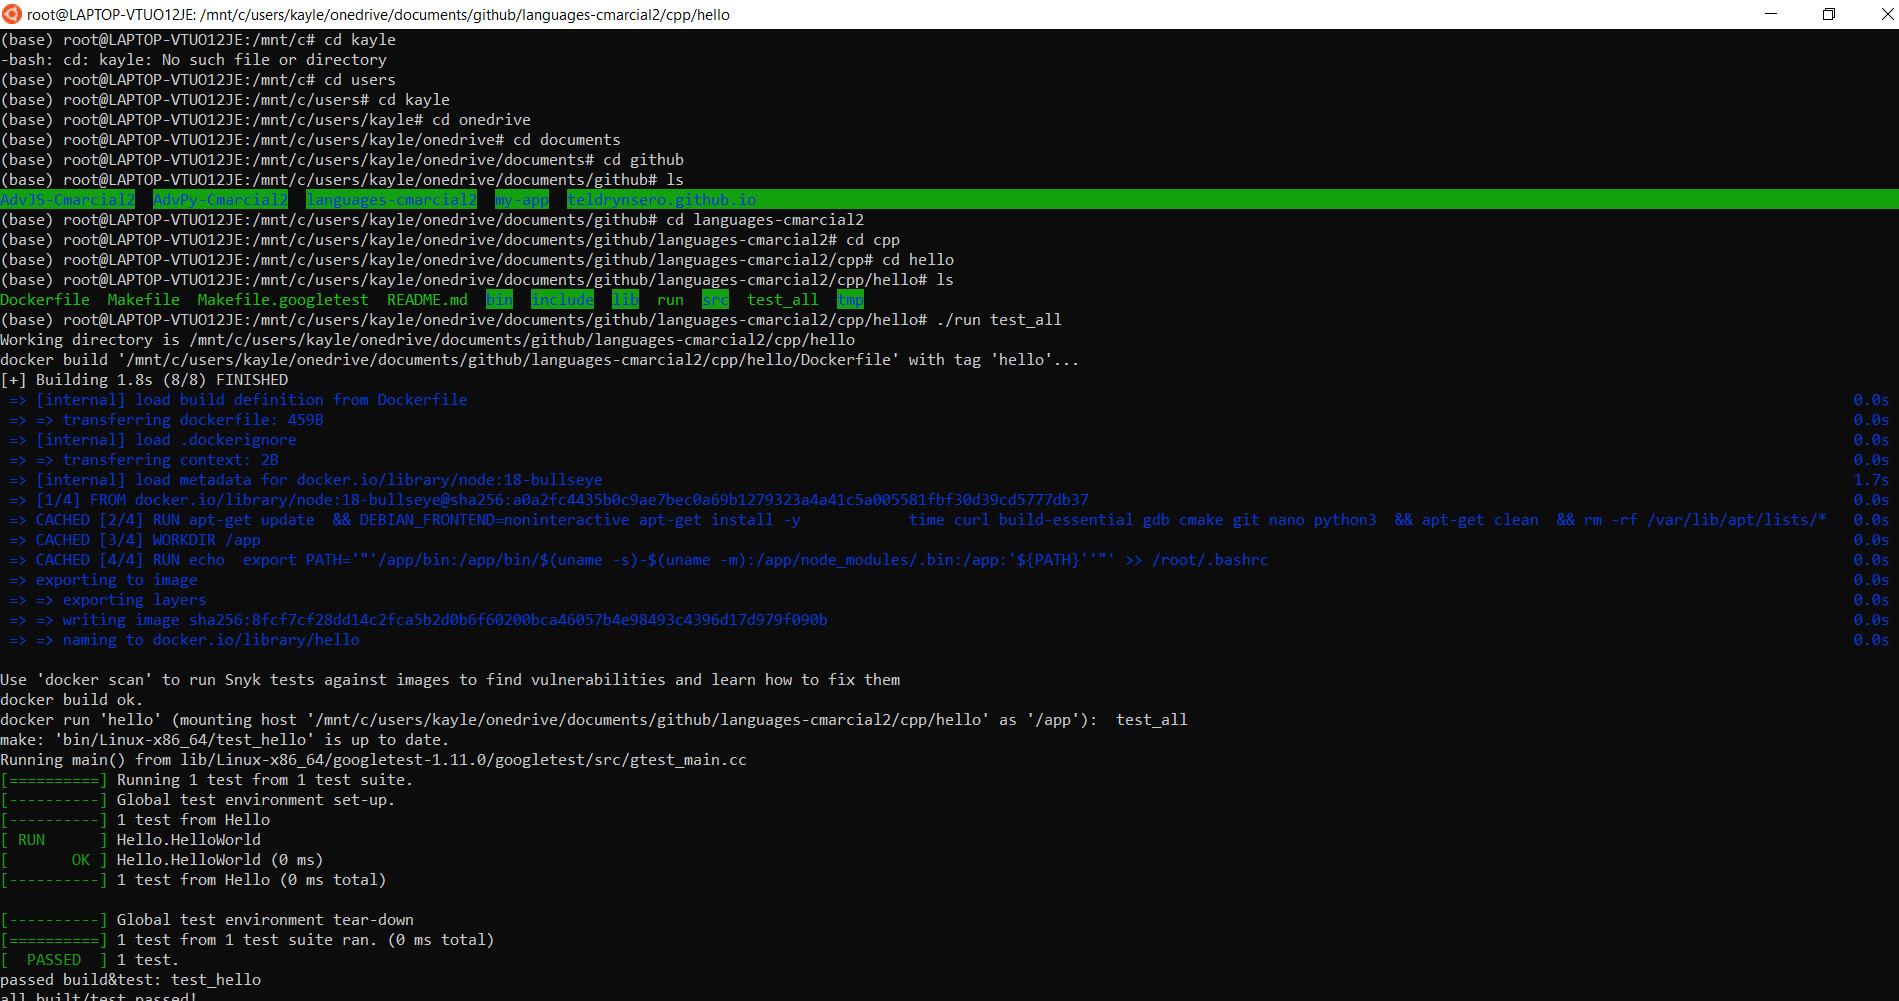 root@LAPTOP-VTUO12JE: /mnt/c/users/kayle/onedrive/documents/github/languages-cmarcial2/cpp/hello
(base) root@LAPTOP-VTUO12JE:/mnt/c# cd kayle
-bash: cd: kayle: No such file or directory
(base) root@LAPTOP-VTUO12JE:/mnt/c# cd users
(base) root@LAPTOP-VTUO12JE:/mnt/c/users# cd kayle
(base) root@LAPTOP-VTUO12JE:/mnt/c/users/kayle# cd onedrive
(base) root@LAPTOP-VTUO12JE:/mnt/c/users/kayle/onedrive# cd documents
(base) root@LAPTOP-VTUO12JE:/mnt/c/users/kayle/onedrive/documents# cd github
(base) root@LAPTOP-VTUO12JE:/mnt/c/users/kayle/onedrive/documents/github# ls
AdvJS-Cmarcial2  AdvPy-Cmarcial2  languages-cmarcial2  my-app  teldrynsero.github.io
(base) root@LAPTOP-VTUO12JE:/mnt/c/users/kayle/onedrive/documents/github# cd languages-cmarcial2
(base) root@LAPTOP-VTUO12JE:/mnt/c/users/kayle/onedrive/documents/github/languages-cmarcial2# cd cpp
(base) root@LAPTOP-VTUO12JE:/mnt/c/users/kayle/onedrive/documents/github/languages-cmarcial2/cpp# cd hello
(base) root@LAPTOP-VTUO12JE:/mnt/c/users/kayle/onedrive/documents/github/languages-cmarcial2/cpp/hello# ls
Dockerfile  Makefile  Makefile.googletest  README.md  bin  include  lib  run  src  test_all  tmp
(base) root@LAPTOP-VTUO12JE:/mnt/c/users/kayle/onedrive/documents/github/languages-cmarcial2/cpp/hello# ./run test_all
Working directory is /mnt/c/users/kayle/onedrive/documents/github/languages-cmarcial2/cpp/hello
docker build '/mnt/c/users/kayle/onedrive/documents/github/languages-cmarcial2/cpp/hello/Dockerfile' with tag 'hello'...
[+] Building 1.8s (8/8) FINISHED
=> [internal] load build definition from Dockerfile 0.0s
=> => transferring dockerfile: 459B 0.0s
=> [internal] load .dockerignore 0.0s
=> => transferring context: 2B 0.0s
=> [internal] load metadata for docker.io/library/node:18-bullseye 1.7s
=> [1/4] FROM docker.io/library/node:18-bullseye@sha256:a0a2fc4435b0c9ae7bec0a69b1279323a4a41c5a005581fbf30d39cd5777db37 0.0s
=> CACHED [2/4] RUN apt-get update  && DEBIAN_FRONTEND=noninteractive apt-get install -y            time curl build-essential gdb cmake git nano python3  && apt-get clean  && rm -rf /var/lib/apt/lists/* 0.0s
=> CACHED [3/4] WORKDIR /app 0.0s
=> CACHED [4/4] RUN echo  export PATH='"'/app/bin:/app/bin/$(uname -s)-$(uname -m):/app/node_modules/.bin:/app:'${PATH}''"' >> /root/.bashrc 0.0s
=> exporting to image 0.0s
=> => exporting layers 0.0s
=> => writing image sha256:8fcf7cf28dd14c2fca5b2d0b6f60200bca46057b4e98493c4396d17d979f090b 0.0s
=> => naming to docker.io/library/hello 0.0s
Use 'docker scan' to run Snyk tests against images to find vulnerabilities and learn how to fix them
docker build ok.
docker run 'hello' (mounting host '/mnt/c/users/kayle/onedrive/documents/github/languages-cmarcial2/cpp/hello' as '/app'):  test_all
make: 'bin/Linux-x86_64/test_hello' is up to date.
Running main() from lib/Linux-x86_64/googletest-1.11.0/googletest/src/gtest_main.cc
[==========] Running 1 test from 1 test suite.
[----------] Global test environment set-up.
[----------] 1 test from Hello
[ RUN      ] Hello.HelloWorld
[       OK ] Hello.HelloWorld (0 ms)
[----------] 1 test from Hello (0 ms total)
[----------] Global test environment tear-down
[==========] 1 test from 1 test suite ran. (0 ms total)
[  PASSED  ] 1 test.
passed build&test: test_hello
all built/test passed!